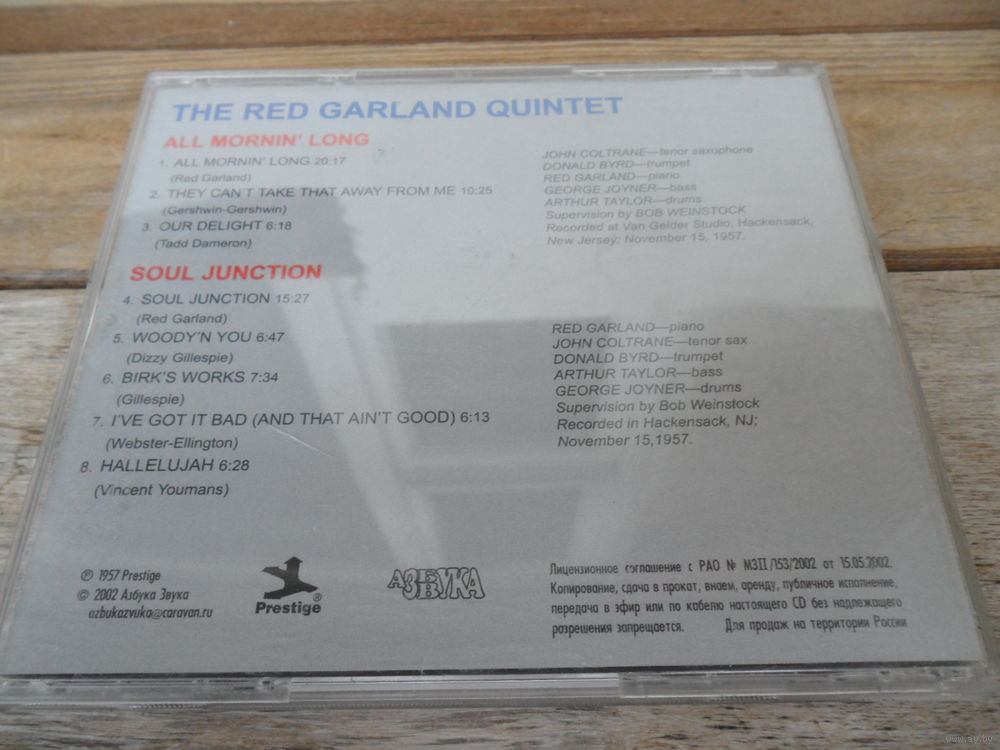 THE RED GARLAND QUINTET
ALL MORNIN' LONG
1. ALL MORNIN' LONG 20:17
(Red Garland)
2. THEY CAN'T TAKE THAT AWAY FROM ME 10:25
(Gershwin-Gershwin)
3. OUR DELIGHT 6:18
(Tadd Dameron)
JOHN COLTRANE—tenor saxophone
DONALD BYRD—trumpet
RED GARLAND—piano
GEORGE JOYNER—bass
ARTHUR TAYLOR—drums
Supervision by BOB WEINSTOCK
Recorded at Van Gelder Studio, Hackensack,
New Jersey; November 15, 1957.
SOUL JUNCTION
4. SOUL JUNCTION 15:27
(Red Garland)
5. WOODY'N YOU 6:47
(Dizzy Gillespie)
6. BIRK'S WORKS 7:34
(Gillespie)
7. I'VE GOT IT BAD (AND THAT AIN'T GOOD) 6:13
(Webster-Ellington)
8. HALLELUJAH 6:28
(Vincent Youmans)
RED GARLAND—piano
JOHN COLTRANE—tenor sax
DONALD BYRD—trumpet
ARTHUR TAYLOR—bass
GEORGE JOYNER—drums
Supervision by Bob Weinstock
Recorded in Hackensack, NJ;
November 15,1957.
℗ 1957 Prestige
© 2002 Азбука Звука
azbukazvuka@caravan.ru
Prestige®
АЗБУКА
ЗВУКА
Лицензионное соглашение с РАО № МЗП/153/2002 от 15.05.2002.
Копирование, сдача в прокат, внаем, аренду, публичное исполнение,
передача в эфир или по кабелю настоящего CD без надлежащего
разрешения запрещается. Для продаж на территории России
www.ay.by